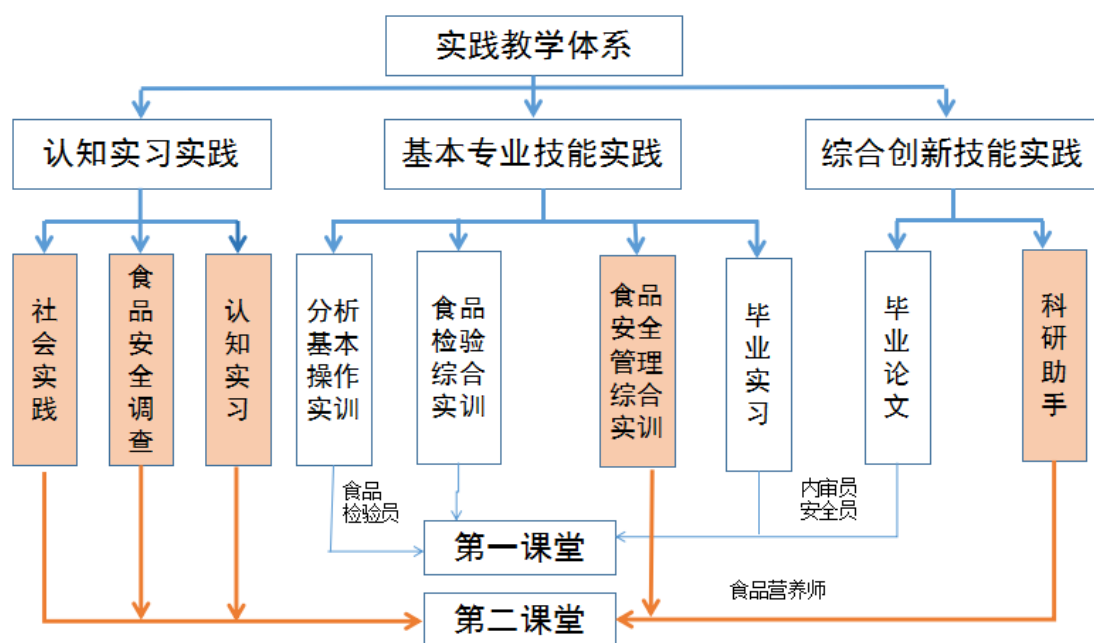 实践教学体系
认知实习实践
基本专业技能实践
综合创新技能实践
社会实践
食品安全调查
认知实习
分析
基本
操作
实训
食品
检验
综合
实训
食品
安全
管理
综合
实训
毕业实习
毕业论文
科研助手
食品
检验员
内审员
安全员
第一课堂
食品营养师
第二课堂